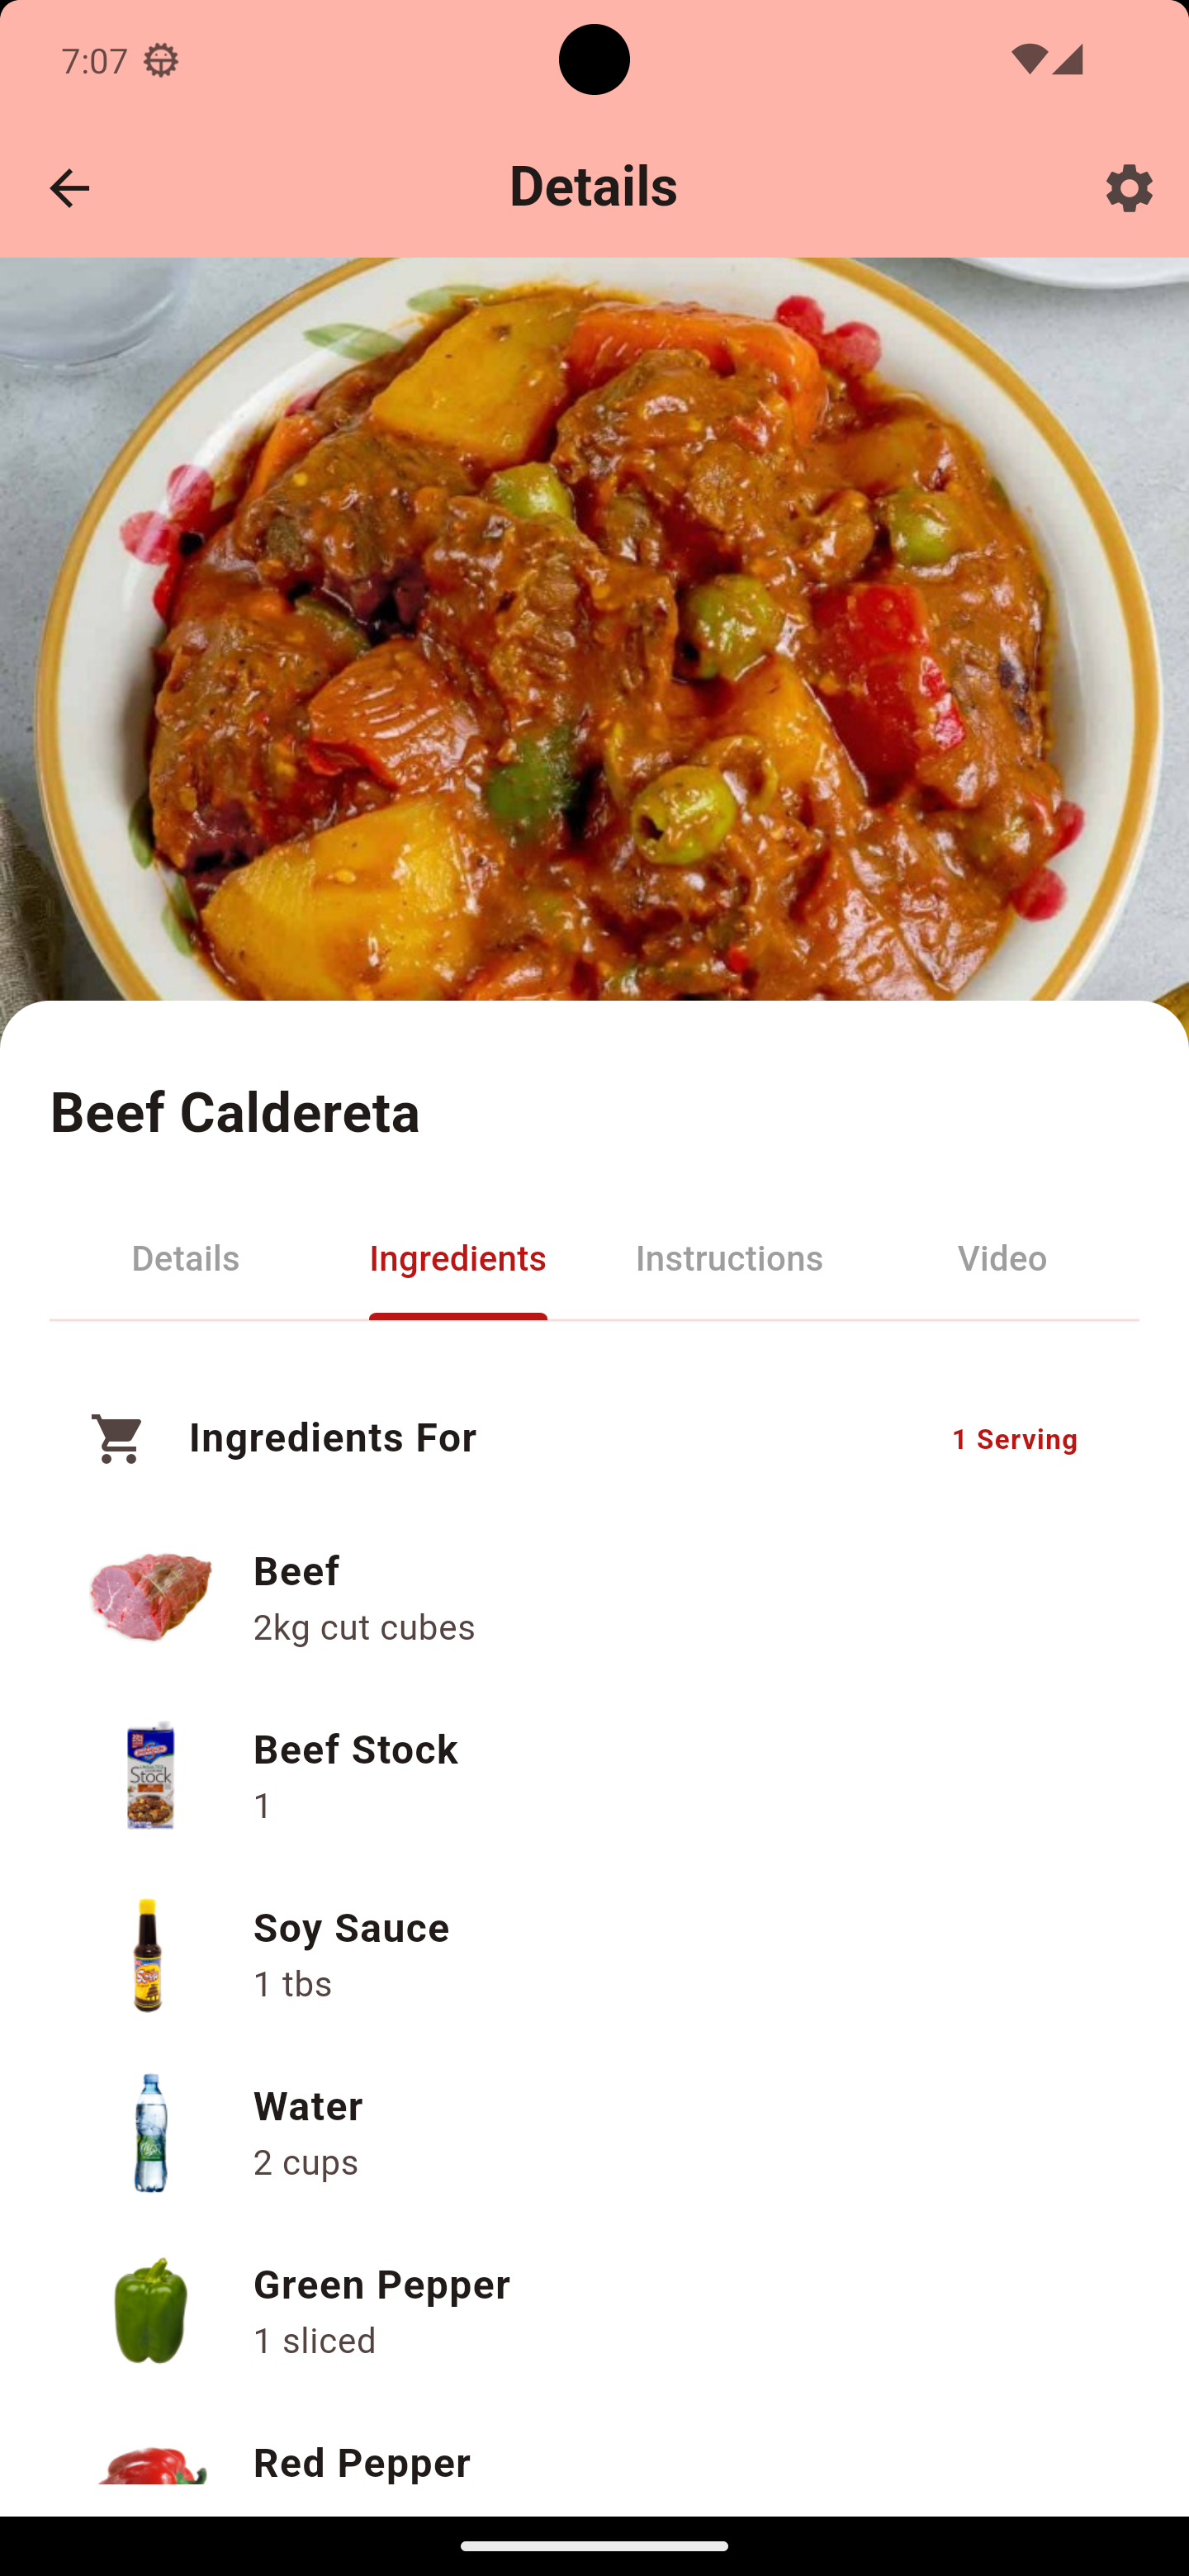 7:07
Details
Beef Caldereta
Details Ingredients Instructions Video
Ingredients For 1 Serving
Beef
2kg cut cubes
Stock
Beef Stock
1
Soy Sauce
1 tbs
Water
2 cups
Green Pepper
1 sliced
Red Pepper